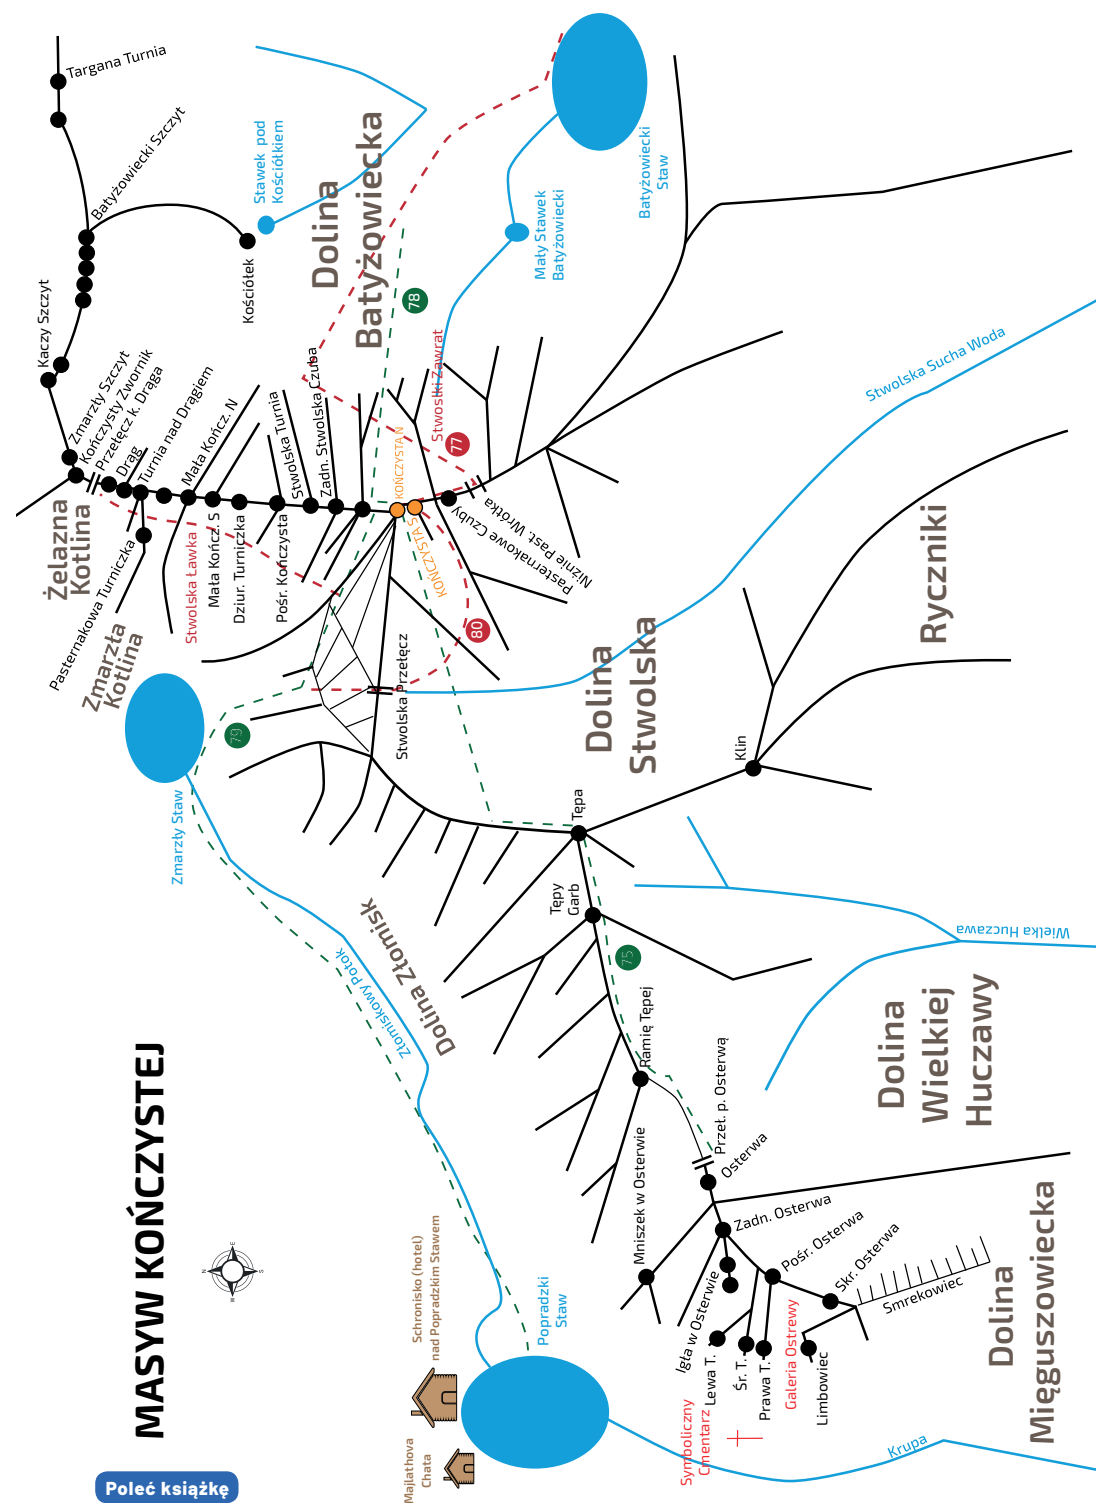 Targana Turnia
Batyżowiecki Szczyt
Stawek pod
Kościółkiem
Kościółek
Dolina
Batyżowiecka
Batyżowiecki
Staw
Mały Stawek
Batyżowiecki
78
Kaczy Szczyt
Zmarzły Szczyt
Kończysty Zwornik
Przełęcz k. Drąga
Drąg
Turnia nad Drągiem
Mała Kończ. N
Stwolska Turnia
Zadn. Stwolska Czuba
Stwoslki Zawrat
77
KOŃCZYSTA N
KOŃCZYSTA S
Stwolska Sucha Woda
Żelazna
Kotlina
Pasternakowa Turniczka
Stwolska Ławka
Mała Kończ. S
Dziur. Turniczka
Pośr. Kończysta
Pasternakowe Czuby
Niżnie Past. Wrótka
Zmarzła
Kotlina
80
Ryczniki
Stwolska Przełęcz
Dolina
Stwolska
79
Klin
Zmarzły Staw
Tępa
Tępy
Garb
Dolina Złomisk
Złomiskowy Potok
75
Wielka Huczawa
Dolina
Wielkiej
Huczawy
Ramię Tępej
MASYW KOŃCZYSTEJ
N
E
S
Przeł. p. Osterwą
Osterwa
Mniszek w Osterwie
Zadn. Osterwa
Pośr. Osterwa
Skr. Osterwa
Smrekowiec
Igła w Osterwie
Lewa T.
Śr. T.
Prawa T.
Galeria Ostrewy
Limbowiec
Dolina
Mięguszowiecka
Schronisko (hotel)
nad Popradzkim Stawem
Popradzki
Staw
Majlathova
Chata
Symboliczny
Cmentarz
Krupa
Poleć książkę